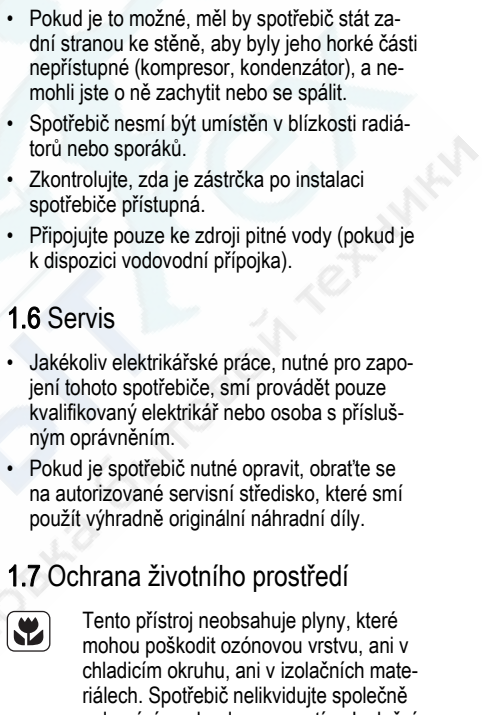 • Pokud je to možné, měl by spotřebič stát za-
dní stranou ke stěně, aby byly jeho horké části
nepřístupné (kompresor, kondenzátor), a ne-
mohli jste o ně zachytit nebo se spálit.
• Spotřebič nesmí být umístěn v blízkosti radiá-
torů nebo sporáků.
• Zkontrolujte, zda je zástrčka po instalaci
spotřebiče přístupná.
• Připojujte pouze ke zdroji pitné vody (pokud je
k dispozici vodovodní přípojka).
1.6 Servis
• Jakékoliv elektrikářské práce, nutné pro zapo-
jení tohoto spotřebiče, smí provádět pouze
kvalifikovaný elektrikář nebo osoba s přísluš-
ným oprávněním.
• Pokud je spotřebič nutné opravit, obraťte se
na autorizované servisní středisko, které smí
použít výhradně originální náhradní díly.
1.7 Ochrana životního prostředí
Tento přístroj neobsahuje plyny, které
mohou poškodit ozónovou vrstvu, ani v
chladicím okruhu, ani v izolačních mate-
riálech. Spotřebič nelikvidujte společně